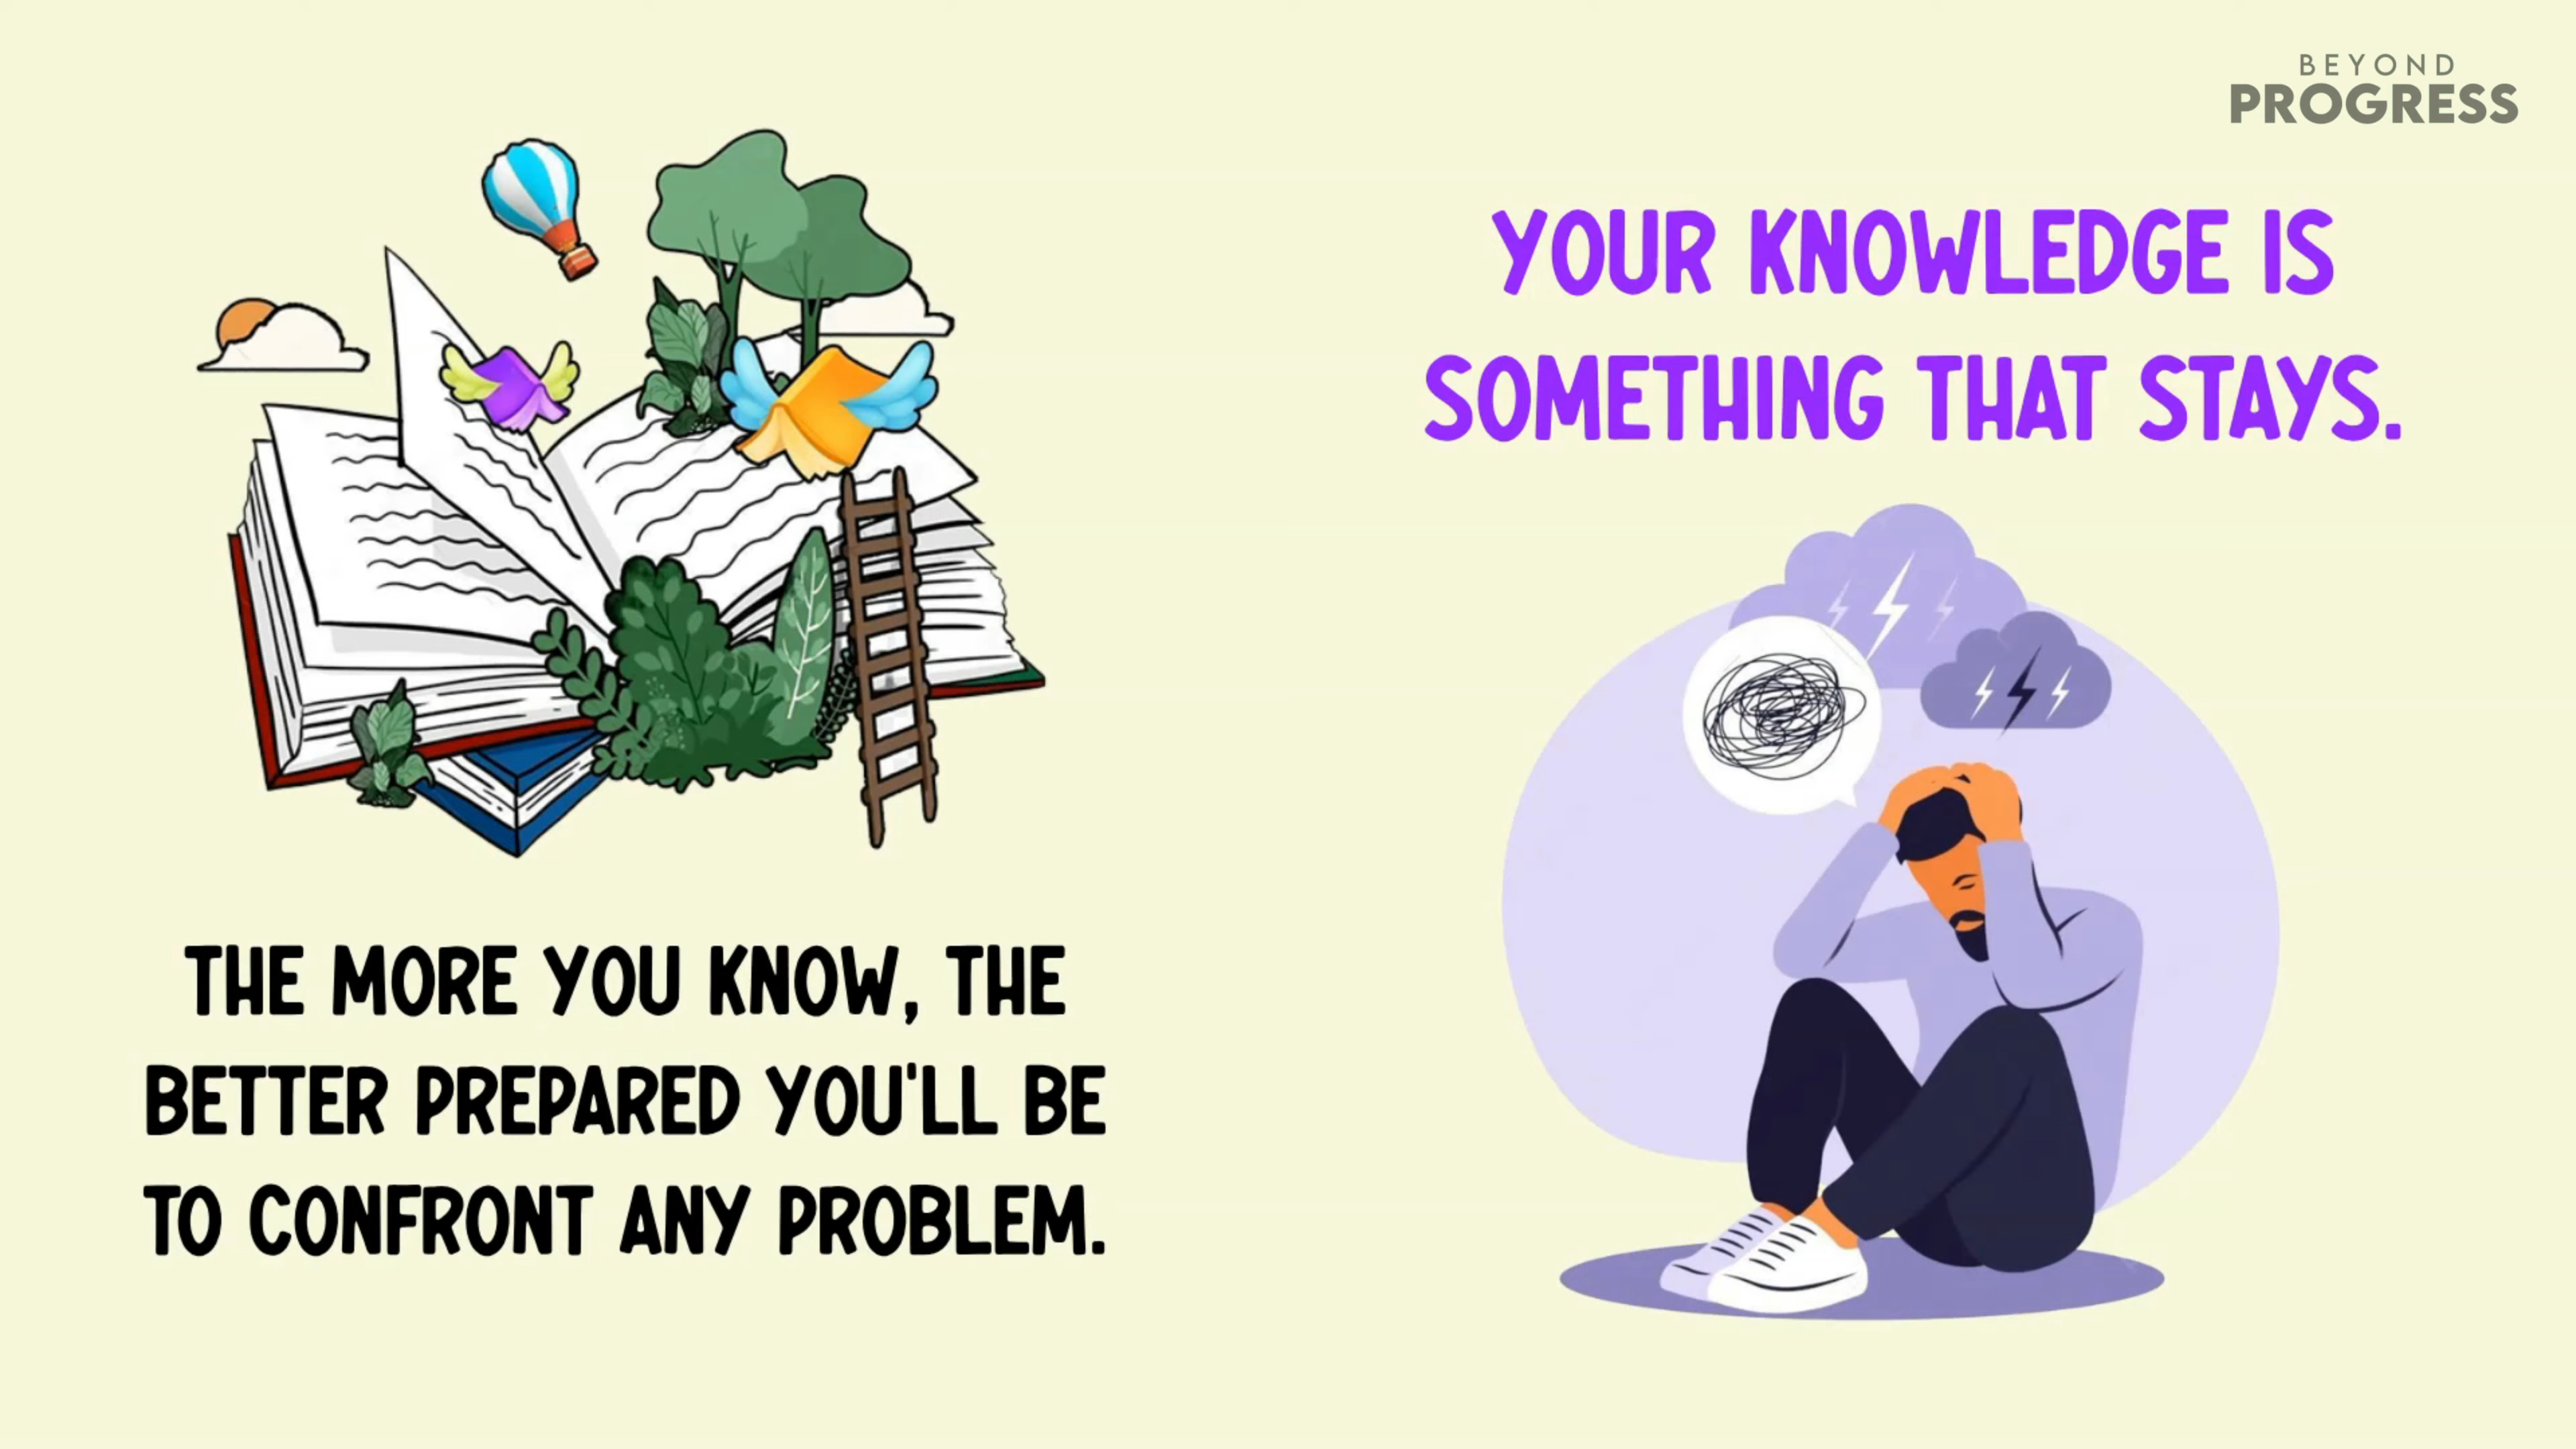 BEYOND
PROGRESS
YOUR KNOWLEDGE IS
SOMETHING THAT STAYS.
THE MORE YOU KNOW, THE
BETTER PREPARED YOU'LL BE
TO CONFRONT ANY PROBLEM.